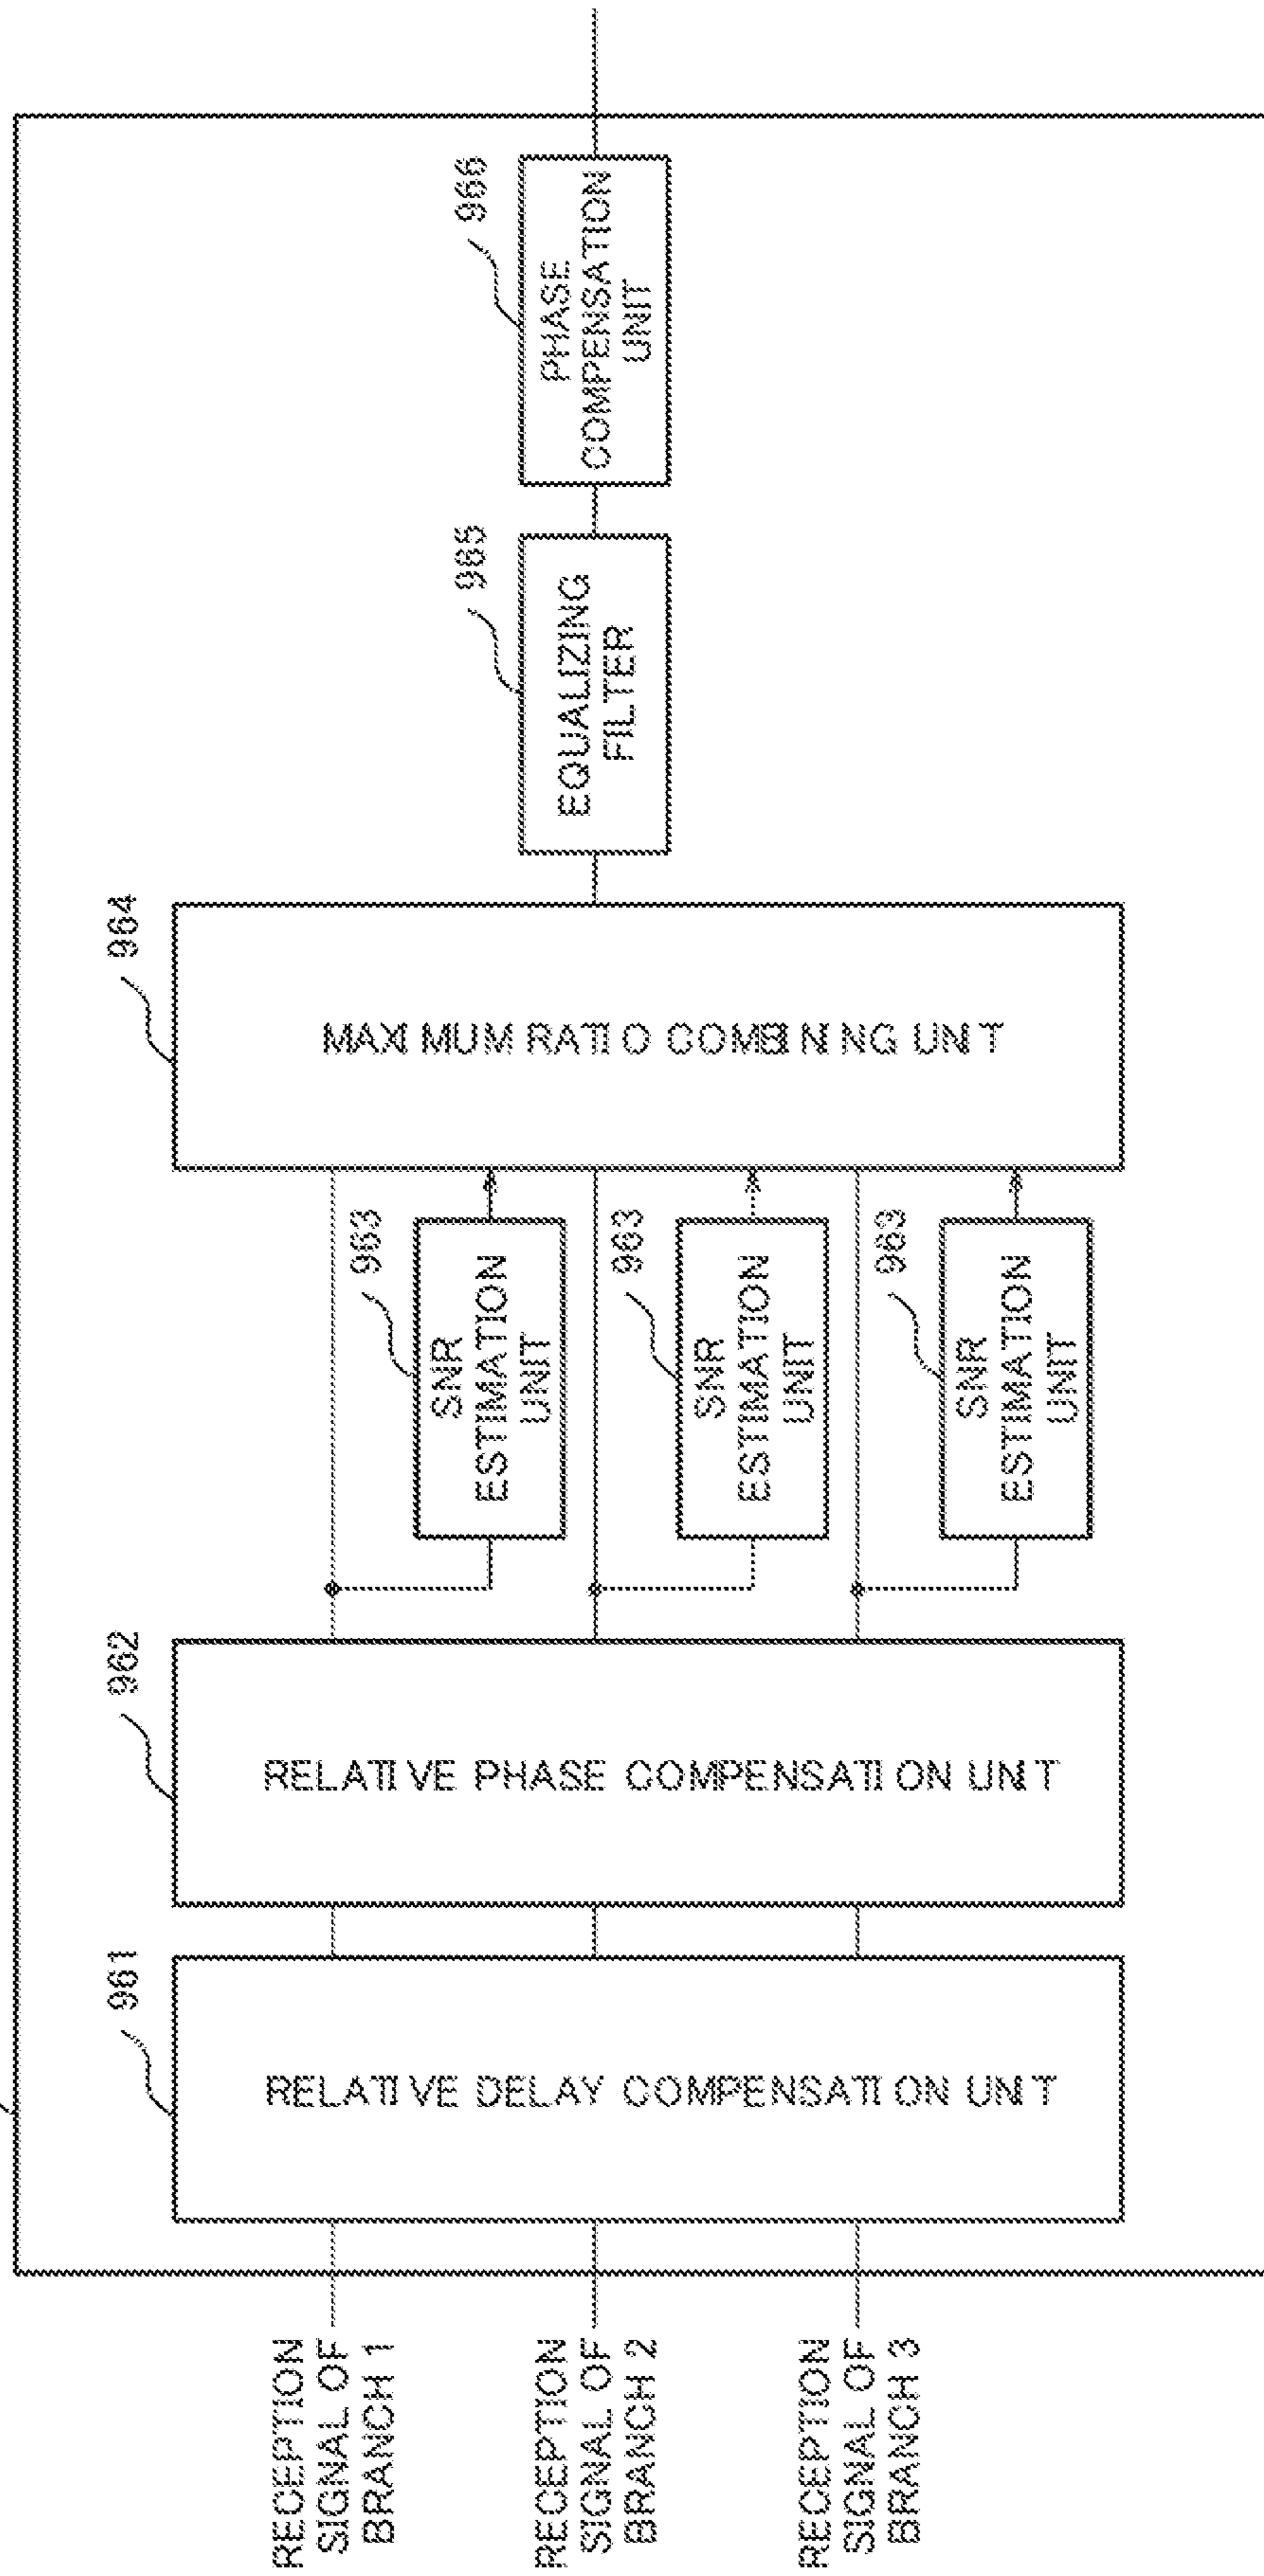 RECEPTION
SIGNAL OF
BRANCH 1
RECEPTION
SIGNAL OF
BRANCH 2
RECEPTION
SIGNAL OF
BRANCH 3
961
RELATIVE DELAY COMPENSATION UNIT
962
RELATIVE PHASE COMPENSATION UNIT
963
SNR
ESTIMATION
UNIT
963
SNR
ESTIMATION
UNIT
963
SNR
ESTIMATION
UNIT
964
MAXIMUM RATIO COMBINING UNIT
965
EQUALIZING
FILTER
966
PHASE
COMPENSATION
UNIT